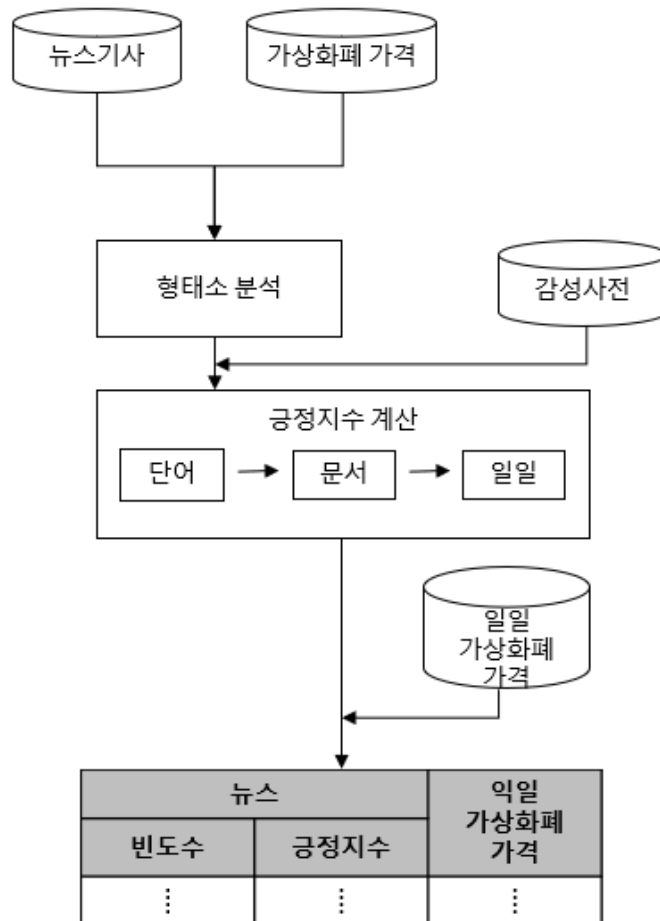 뉴스기사
가상화폐 가격
형태소 분석
감성사전
긍정지수 계산
단어
문서
일일
일일
가상화폐
가격
뉴스
익일
가상화폐
가격
빈도수
긍정지수